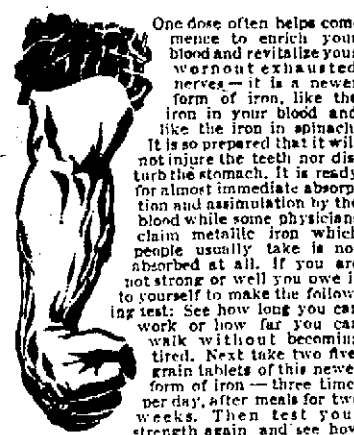 One dose often helps com-
mence to enrich your
blood and revitalize your
wornout exhausted
nerves — it is a newer
form of iron, like the
iron in your blood and
like the iron in spinach.
It is so prepared that it will
not injure the teeth nor dis
turb the stomach. It is ready
for almost immediate absorp
tion and assimulation by the
blood while some physician
claim metallic iron which
people usually take is no
absorbed at all. If you are
not strong or well you owe i
to yourself to make the follow
ing test: See how long you can
work or how far you can
walk without becoming
tired. Next take two five
grain tablets of this newe
form of iron — three time
per day, after meals for two
weeks. Then test you
strength again and see how